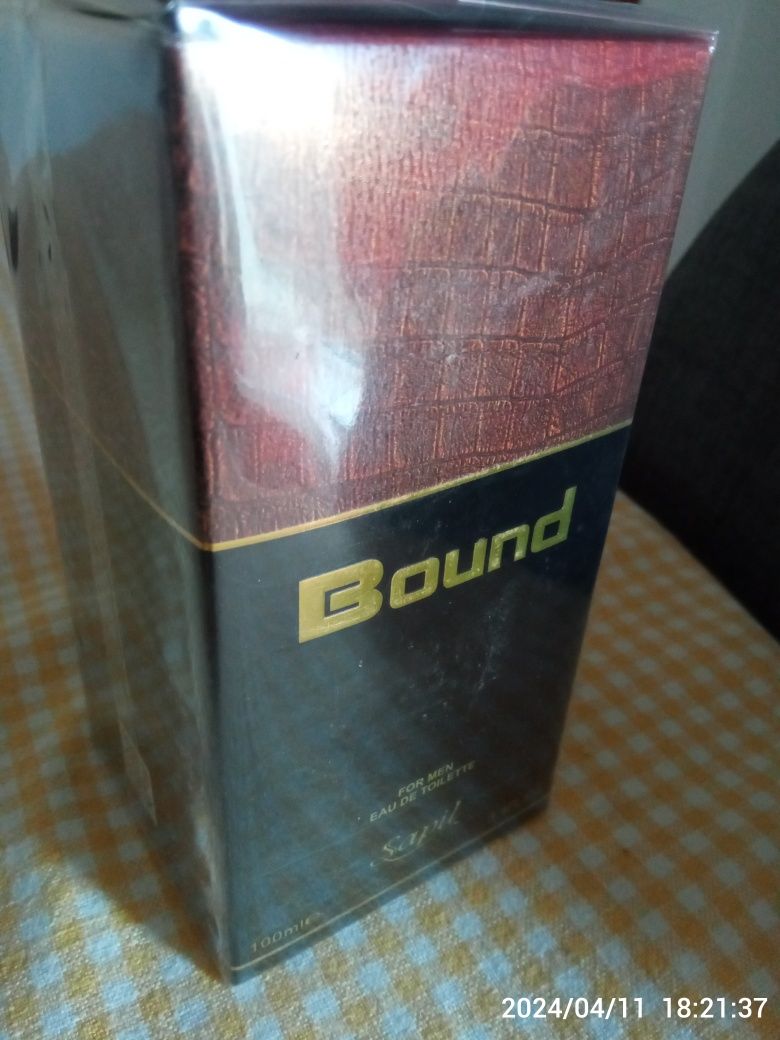 Bound
FOR MEN
EAU DE TOILETTE
sapil
100ml e
2024/04/11 18:21:37